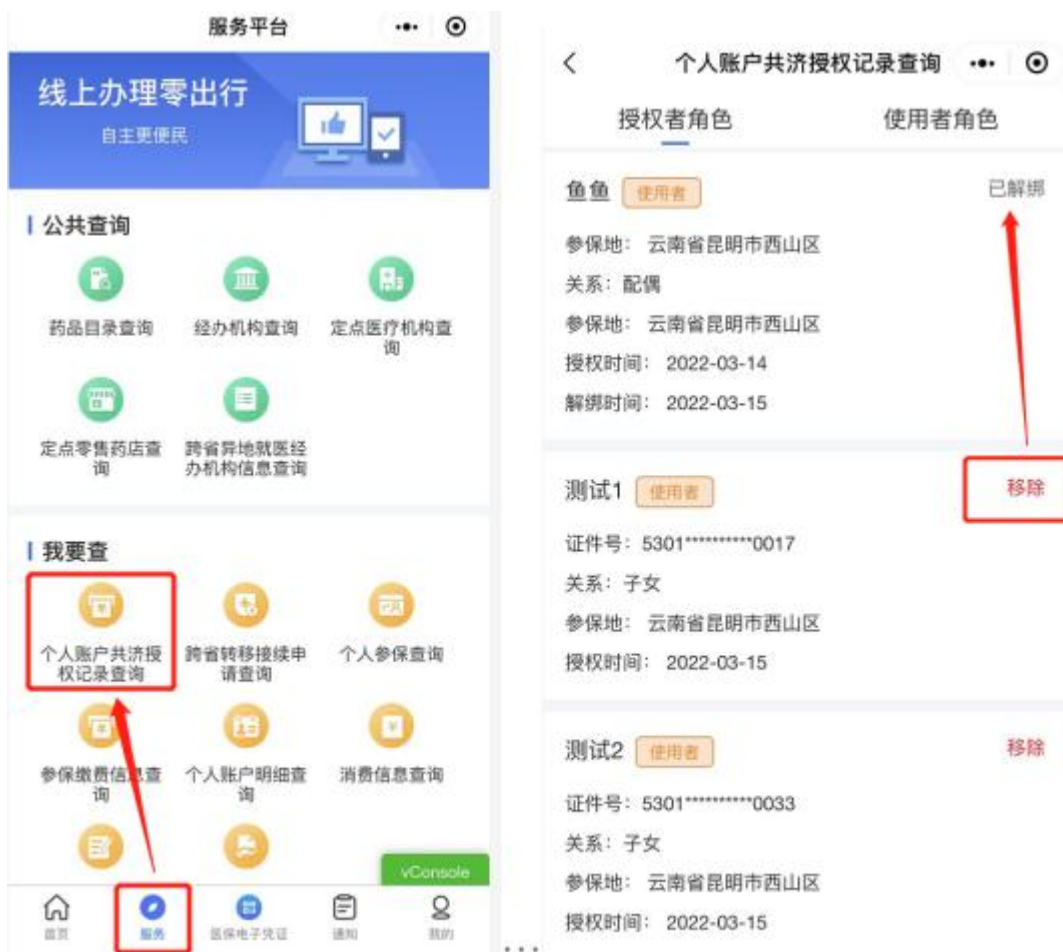 服务平台
线上办理零出行
自主更便民
公共查询
药品目录查询
经办机构查询
定点医疗机构查
询
定点零售药店查
询
跨省异地就医经
办机构信息查询
我要查
个人账户共济授
权记录查询
跨省转移接续申
请查询
个人参保查询
参保缴费信息查
询
个人账户明细查
询
消费信息查询
vConsole
首页
服务
医保电子凭证
通知
我的
个人账户共济授权记录查询
授权者角色
使用者角色
鱼鱼 使用者 已解绑
参保地： 云南省昆明市西山区
关系：配偶
参保地： 云南省昆明市西山区
授权时间： 2022-03-14
解绑时间： 2022-03-15
测试1 使用者 移除
证件号：5301**********0017
关系：子女
参保地： 云南省昆明市西山区
授权时间： 2022-03-15
测试2 使用者 移除
证件号：5301**********0033
关系：子女
参保地： 云南省昆明市西山区
授权时间： 2022-03-15